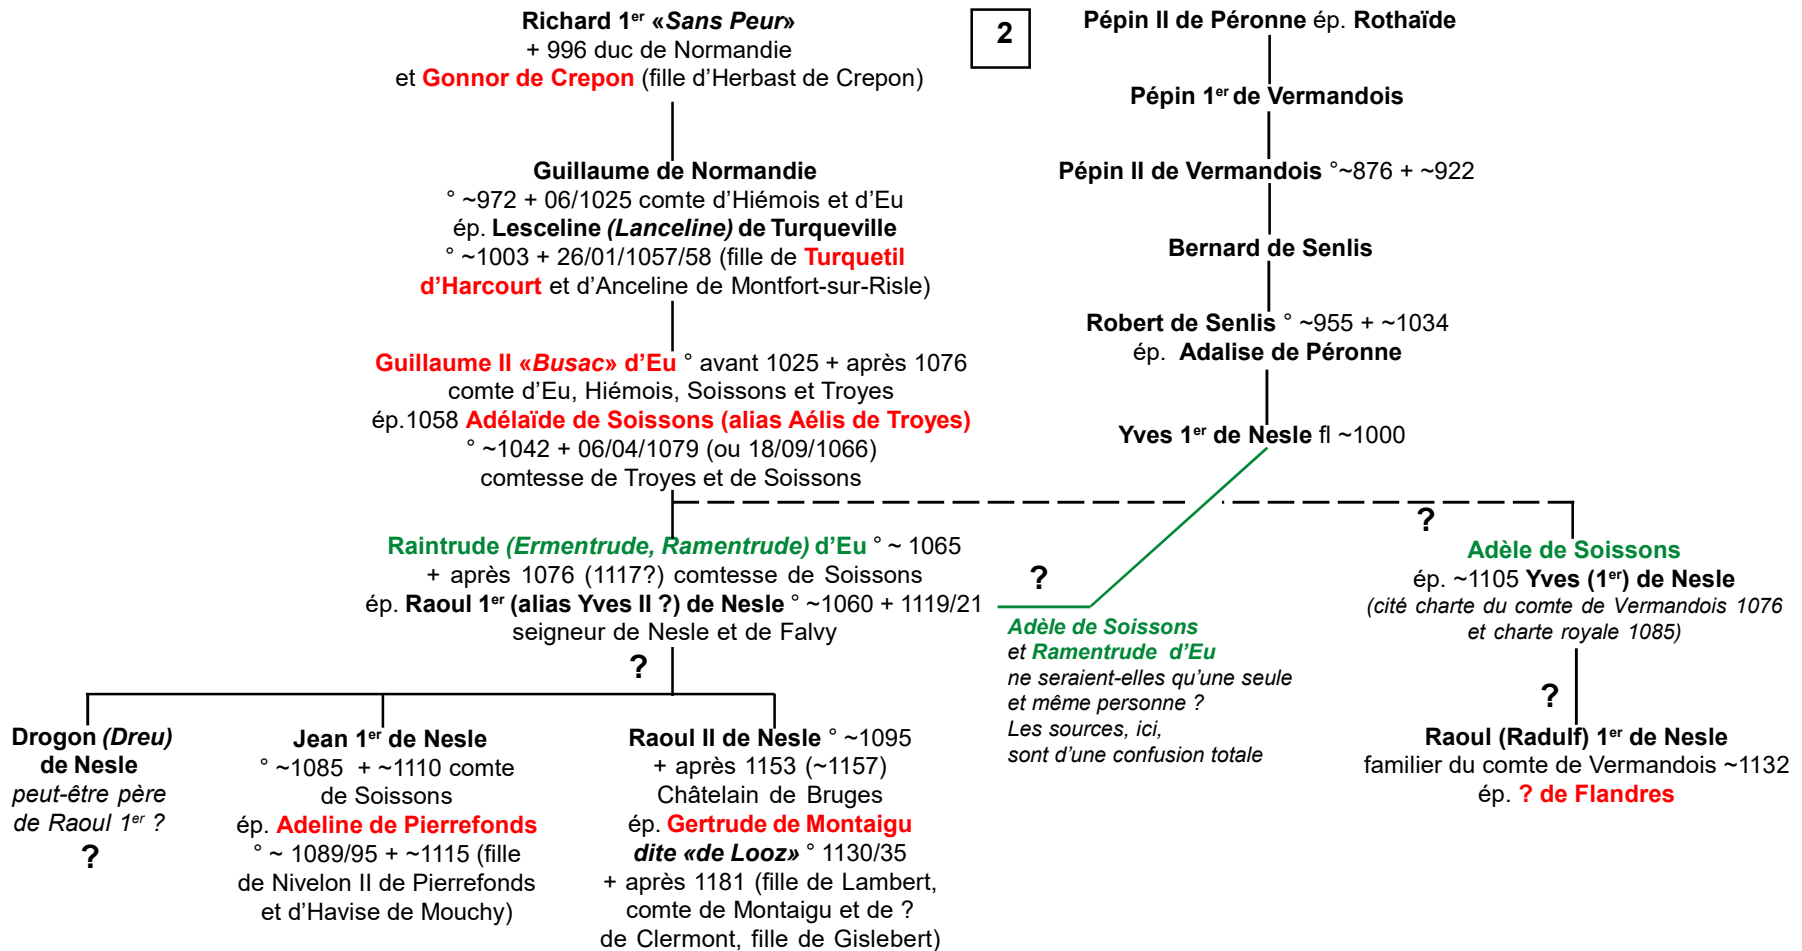 Richard 1er «Sans Peur»
+ 996 duc de Normandie
et Gonnor de Crepon (fille d'Herbast de Crepon)
2
Pépin II de Péronne ép. Rothaïde
Pépin 1er de Vermandois
Pépin II de Vermandois °~876 + ~922
Bernard de Senlis
Robert de Senlis ° ~955 + ~1034
ép. Adalise de Péronne
Yves 1er de Nesle fl ~1000
Guillaume de Normandie
° ~972 + 06/1025 comte d'Hiémois et d'Eu
ép. Lesceline (Lanceline) de Turqueville
° ~1003 + 26/01/1057/58 (fille de Turquetil
d'Harcourt et d'Anceline de Montfort-sur-Risle)
Guillaume II «Busac» d'Eu ° avant 1025 + après 1076
comte d'Eu, Hiémois, Soissons et Troyes
ép.1058 Adélaïde de Soissons (alias Aélis de Troyes)
° ~1042 + 06/04/1079 (ou 18/09/1066)
comtesse de Troyes et de Soissons
Raintrude (Ermentrude, Ramentrude) d'Eu ° ~ 1065
+ après 1076 (1117?) comtesse de Soissons
ép. Raoul 1er (alias Yves II ?) de Nesle ° ~1060 + 1119/21
seigneur de Nesle et de Falvy
?
?
Adèle de Soissons
et Ramentrude d'Eu
ne seraient-elles qu'une seule
et même personne ?
Les sources, ici,
sont d'une confusion totale
?
Adèle de Soissons
ép. ~1105 Yves (1er) de Nesle
(cité charte du comte de Vermandois 1076
et charte royale 1085)
?
Raoul (Radulf) 1er de Nesle
familier du comte de Vermandois ~1132
ép. ? de Flandres
Drogon (Dreu)
de Nesle
peut-être père
de Raoul 1er ?
?
Jean 1er de Nesle
° ~1085 + ~1110 comte
de Soissons
ép. Adeline de Pierrefonds
° ~ 1089/95 + ~1115 (fille
de Nivelon II de Pierrefonds
et d'Havise de Mouchy)
Raoul II de Nesle ° ~1095
+ après 1153 (~1157)
Châtelain de Bruges
ép. Gertrude de Montaigu
dite «de Looz» ° 1130/35
+ après 1181 (fille de Lambert,
comte de Montaigu et de ?
de Clermont, fille de Gislebert)